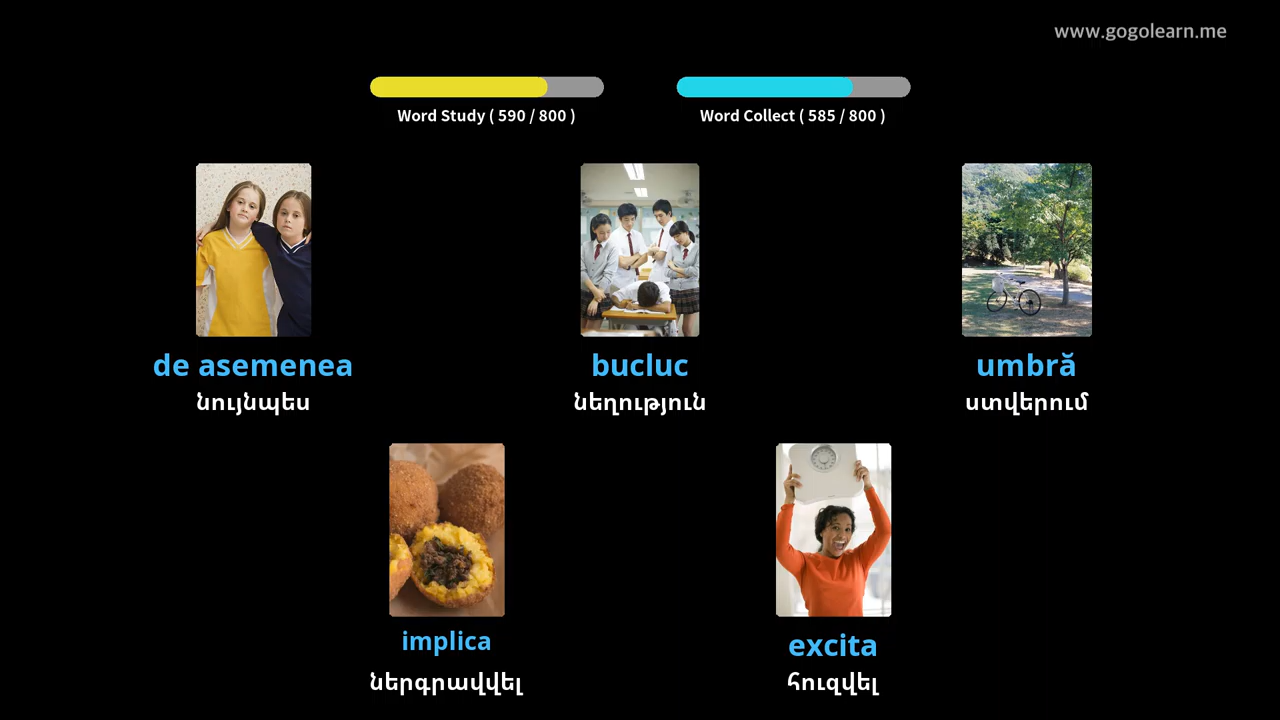 www.gogolearn.me
Word Study ( 590 / 800 )
Word Collect ( 585 / 800 )
de asemenea
նույնպես
bucluc
նեղություն
umbră
ստվերում
implica
ներգրավվել
excita
հուզվել